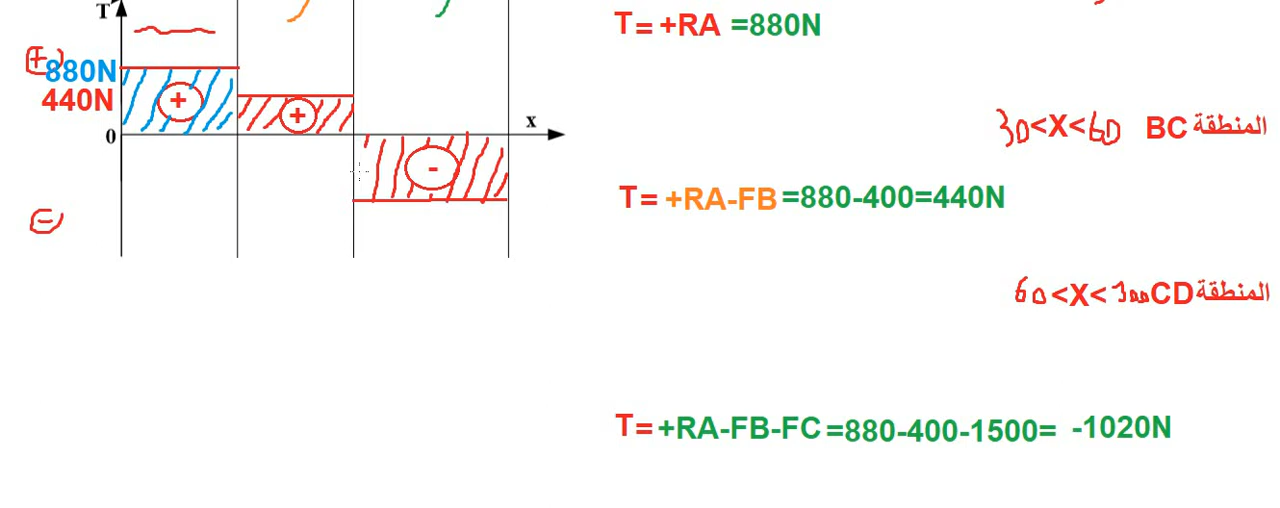 T
T= +RA =880N
(+)
880N
+
440N
+
0
x
30<X<60 BC المنطقة
-
T= +RA-FB=880-400=440N
(-)
60<X<100CD المنطقة
T= +RA-FB-FC=880-400-1500= -1020N